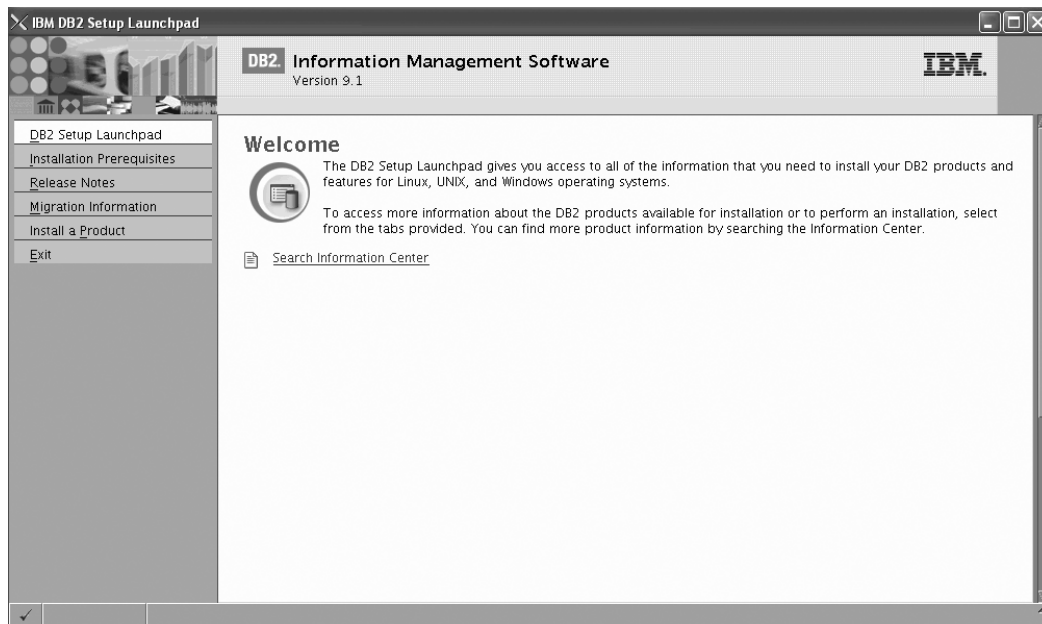 IBM DB2 Setup Launchpad
DB2. Information Management Software
Version 9.1
IBM.
DB2 Setup Launchpad
Installation Prerequisites
Release Notes
Migration Information
Install a Product
Exit
Welcome
The DB2 Setup Launchpad gives you access to all of the information that you need to install your DB2 products and
features for Linux, UNIX, and Windows operating systems.
To access more information about the DB2 products available for installation or to perform an installation, select
from the tabs provided. You can find more product information by searching the Information Center.
Search Information Center